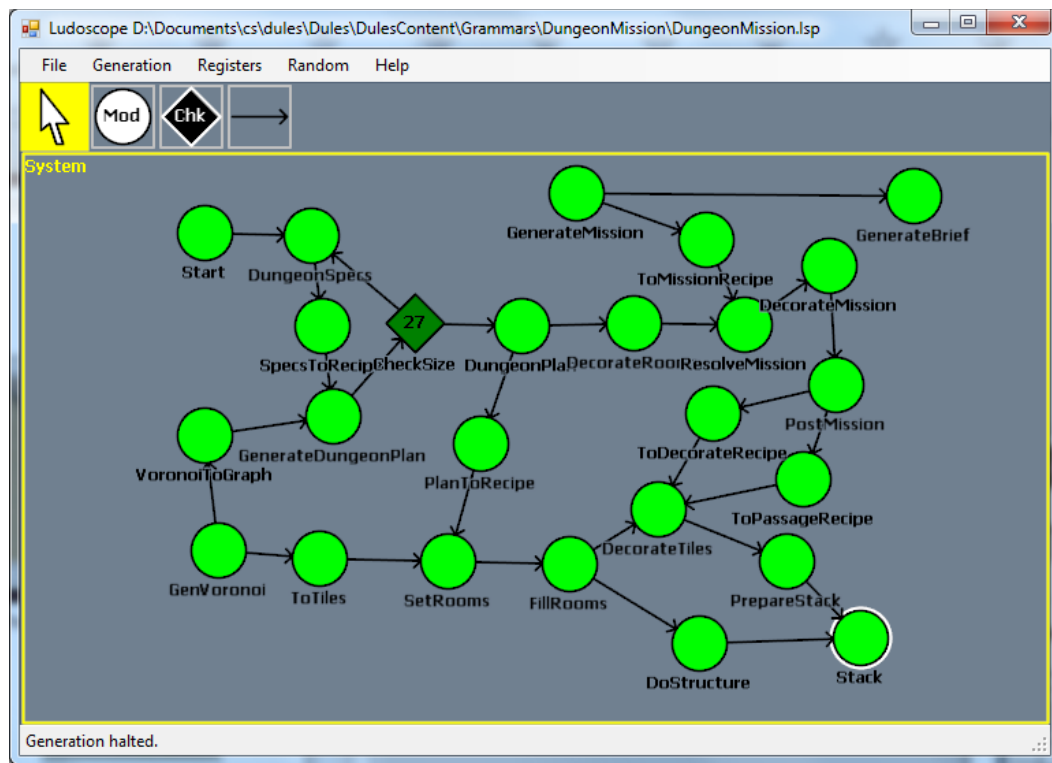 Ludoscope D:\Documents\cs\dules\Dules\DulesContent\Grammars\DungeonMission\DungeonMission.lsp
File Generation Registers Random Help
Mod
Chk
System
GenerateMission
GenerateBrief
Start
DungeonSpecs
ToMissionRecipe
DecorateMission
27
SpecsToRecip
CheckSize
DungeonPla
DecorateRoo
ResolveMission
PostMission
GenerateDungeonPlan
ToDecorateRecipe
VoronoiToGraph
PlanToRecipe
ToPassageRecipe
DecorateTiles
GenVoronoi
ToTiles
SetRooms
FillRooms
PrepareStack
DoStructure
Stack
Generation halted.